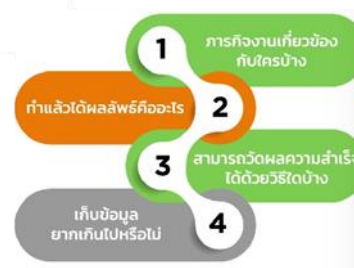 1
ภารกิจงานเกี่ยวข้อง
กับใครบ้าง
ทำแล้วได้ผลลัพธ์คืออะไร
2
3
สามารถวัดผลความสำเร็จ
ได้ด้วยวิธีใดบ้าง
เก็บข้อมูล
ยากเกินไปหรือไม่
4